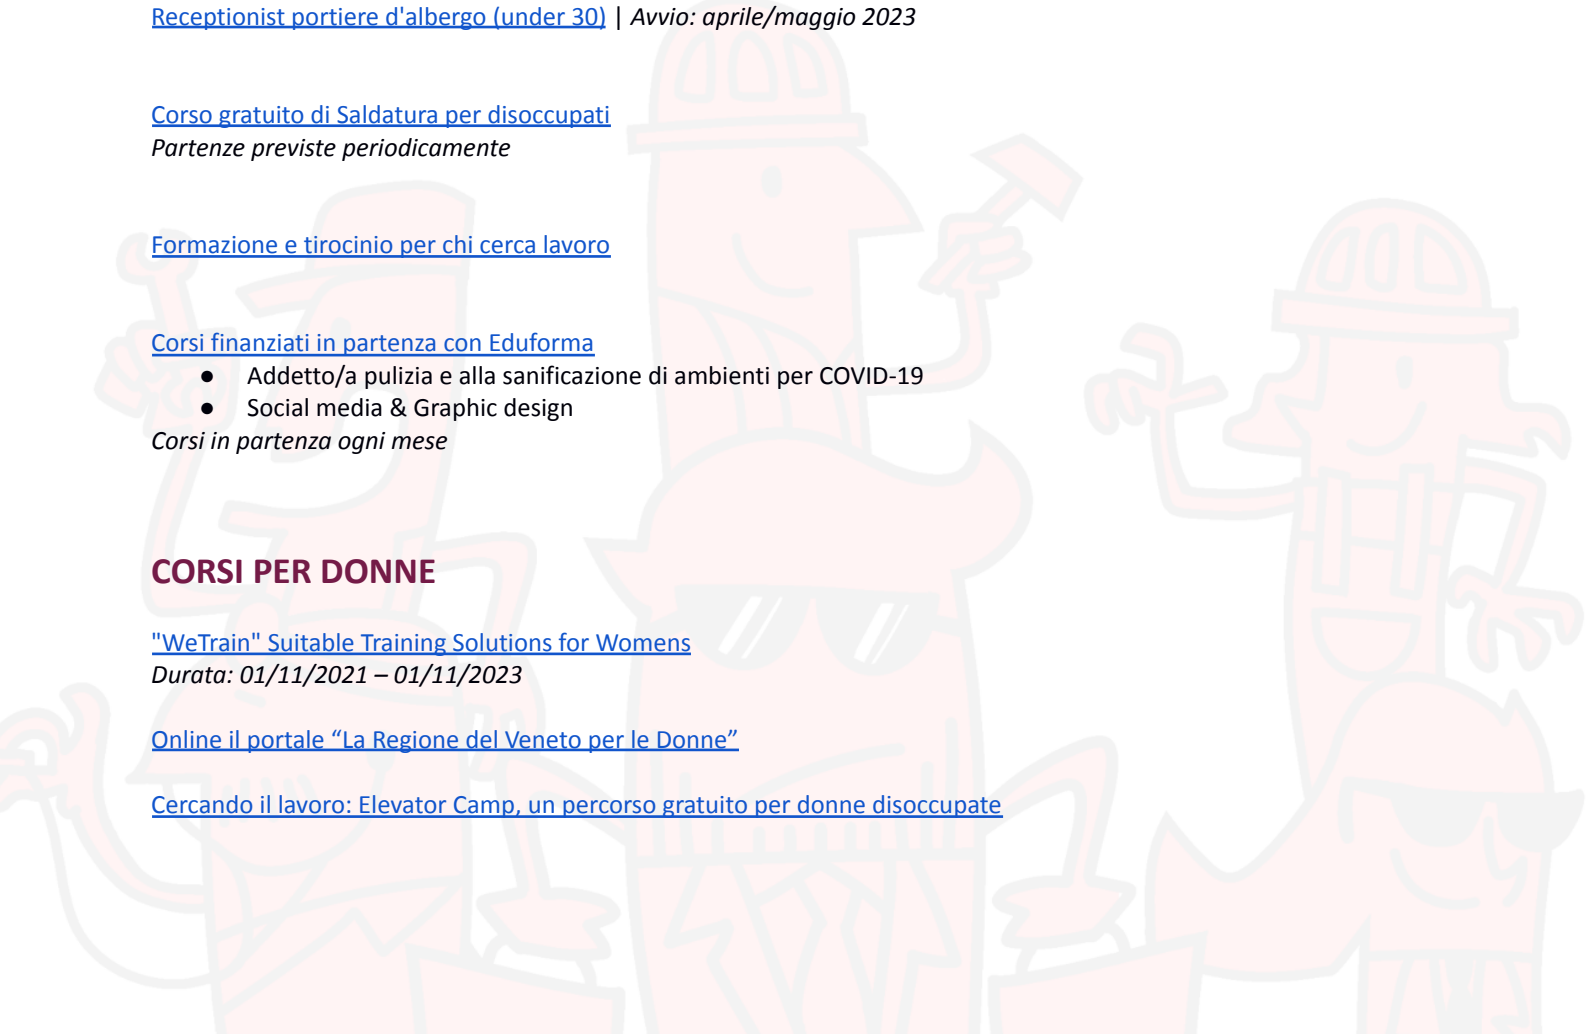 Receptionist portiere d'albergo (under 30) | Avvio: aprile/maggio 2023
Corso gratuito di Saldatura per disoccupati
Partenze previste periodicamente
Formazione e tirocinio per chi cerca lavoro
Corsi finanziati in partenza con Eduforma
● Addetto/a pulizia e alla sanificazione di ambienti per COVID-19
● Social media & Graphic design
Corsi in partenza ogni mese
CORSI PER DONNE
"WeTrain" Suitable Training Solutions for Womens
Durata: 01/11/2021 – 01/11/2023
Online il portale “La Regione del Veneto per le Donne”
Cercando il lavoro: Elevator Camp, un percorso gratuito per donne disoccupate